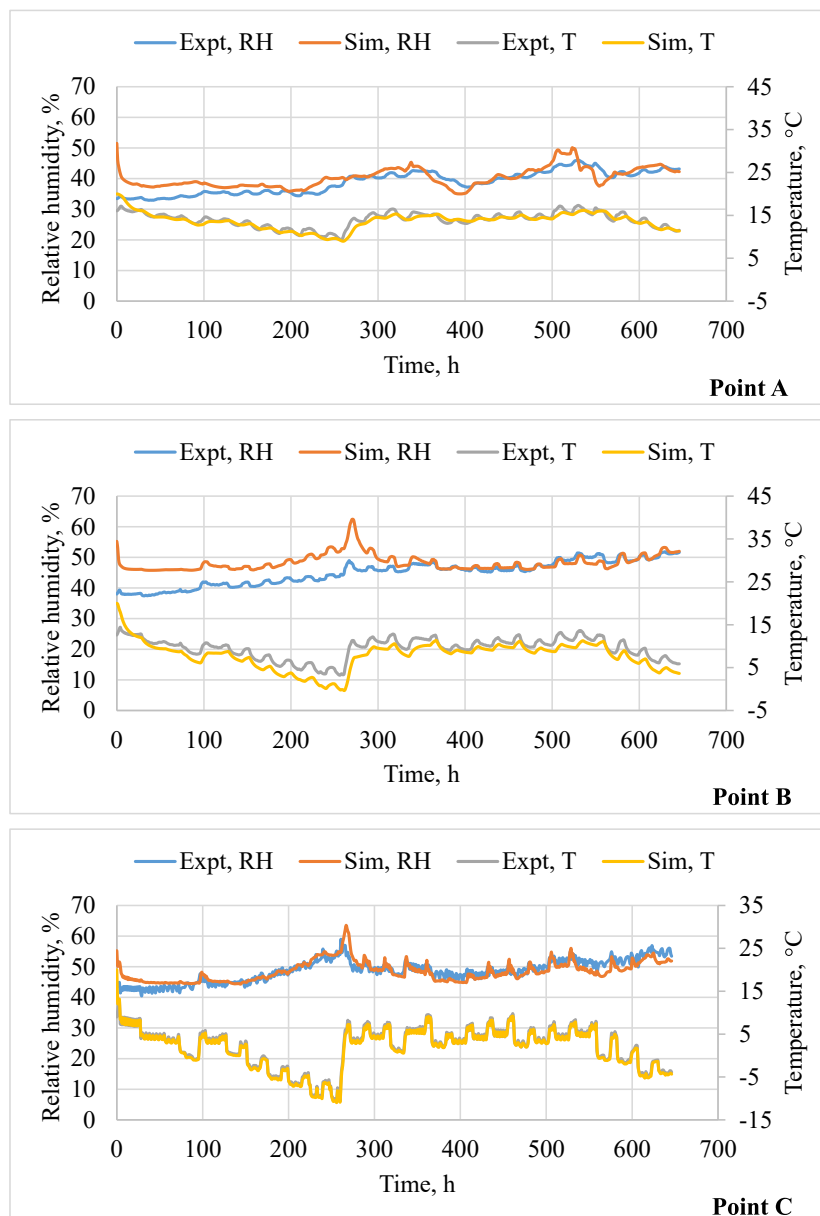 Expt, RH Sim, RH Expt, T Sim, T
70 45
60
50 35
40 25
30
20 15
10 5
0 -5
0 100 200 300 400 500 600 700
Relative humidity, %
Temperature, °C
Time, h
Point A
Expt, RH Sim, RH Expt, T Sim, T
70 45
60
50 35
40 25
30
20 15
10 5
0 -5
0 100 200 300 400 500 600 700
Relative humidity, %
Temperature, °C
Time, h
Point B
Expt, RH Sim, RH Expt, T Sim, T
70 35
60
50 25
40 15
30
20 5
10 -5
0 -15
0 100 200 300 400 500 600 700
Relative humidity, %
Temperature, °C
Time, h
Point C